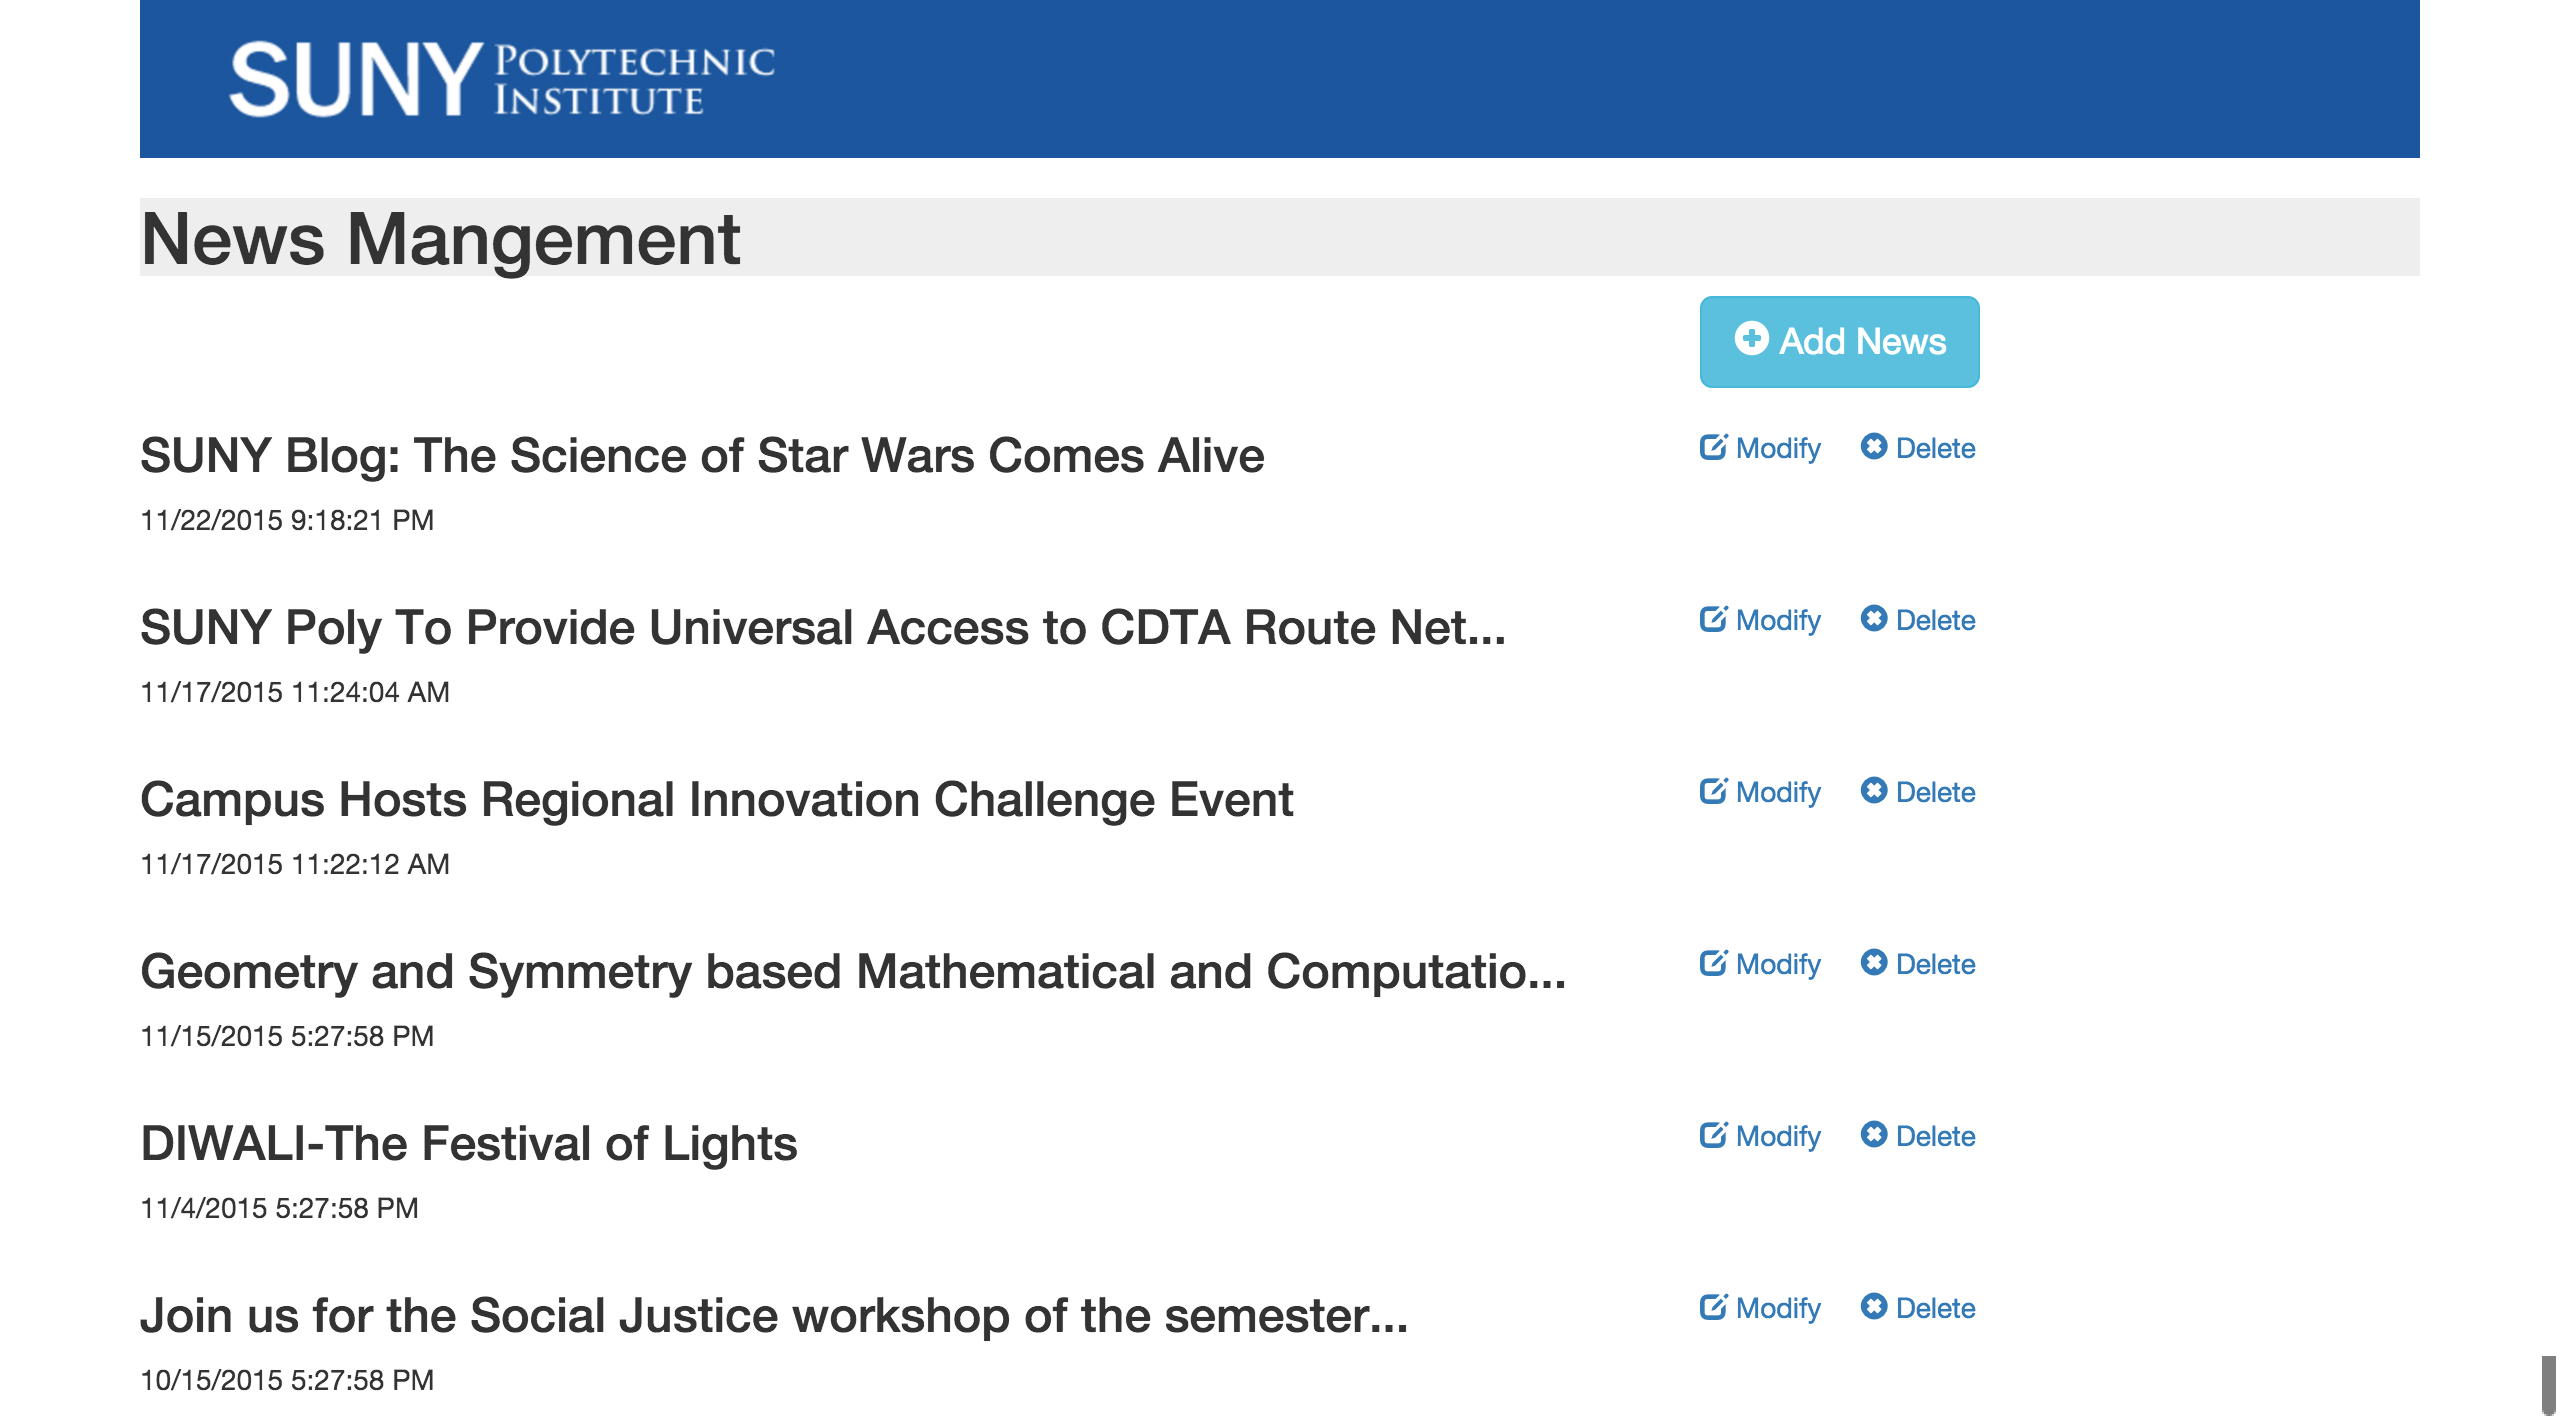 SUNY POLYTECHNIC
INSTITUTE
News Mangement
Add News
SUNY Blog: The Science of Star Wars Comes Alive
Modify Delete
11/22/2015 9:18:21 PM
SUNY Poly To Provide Universal Access to CDTA Route Net...
Modify Delete
11/17/2015 11:24:04 AM
Campus Hosts Regional Innovation Challenge Event
Modify Delete
11/17/2015 11:22:12 AM
Geometry and Symmetry based Mathematical and Computatio...
Modify Delete
11/15/2015 5:27:58 PM
DIWALI-The Festival of Lights
Modify Delete
11/4/2015 5:27:58 PM
Join us for the Social Justice workshop of the semester...
Modify Delete
10/15/2015 5:27:58 PM